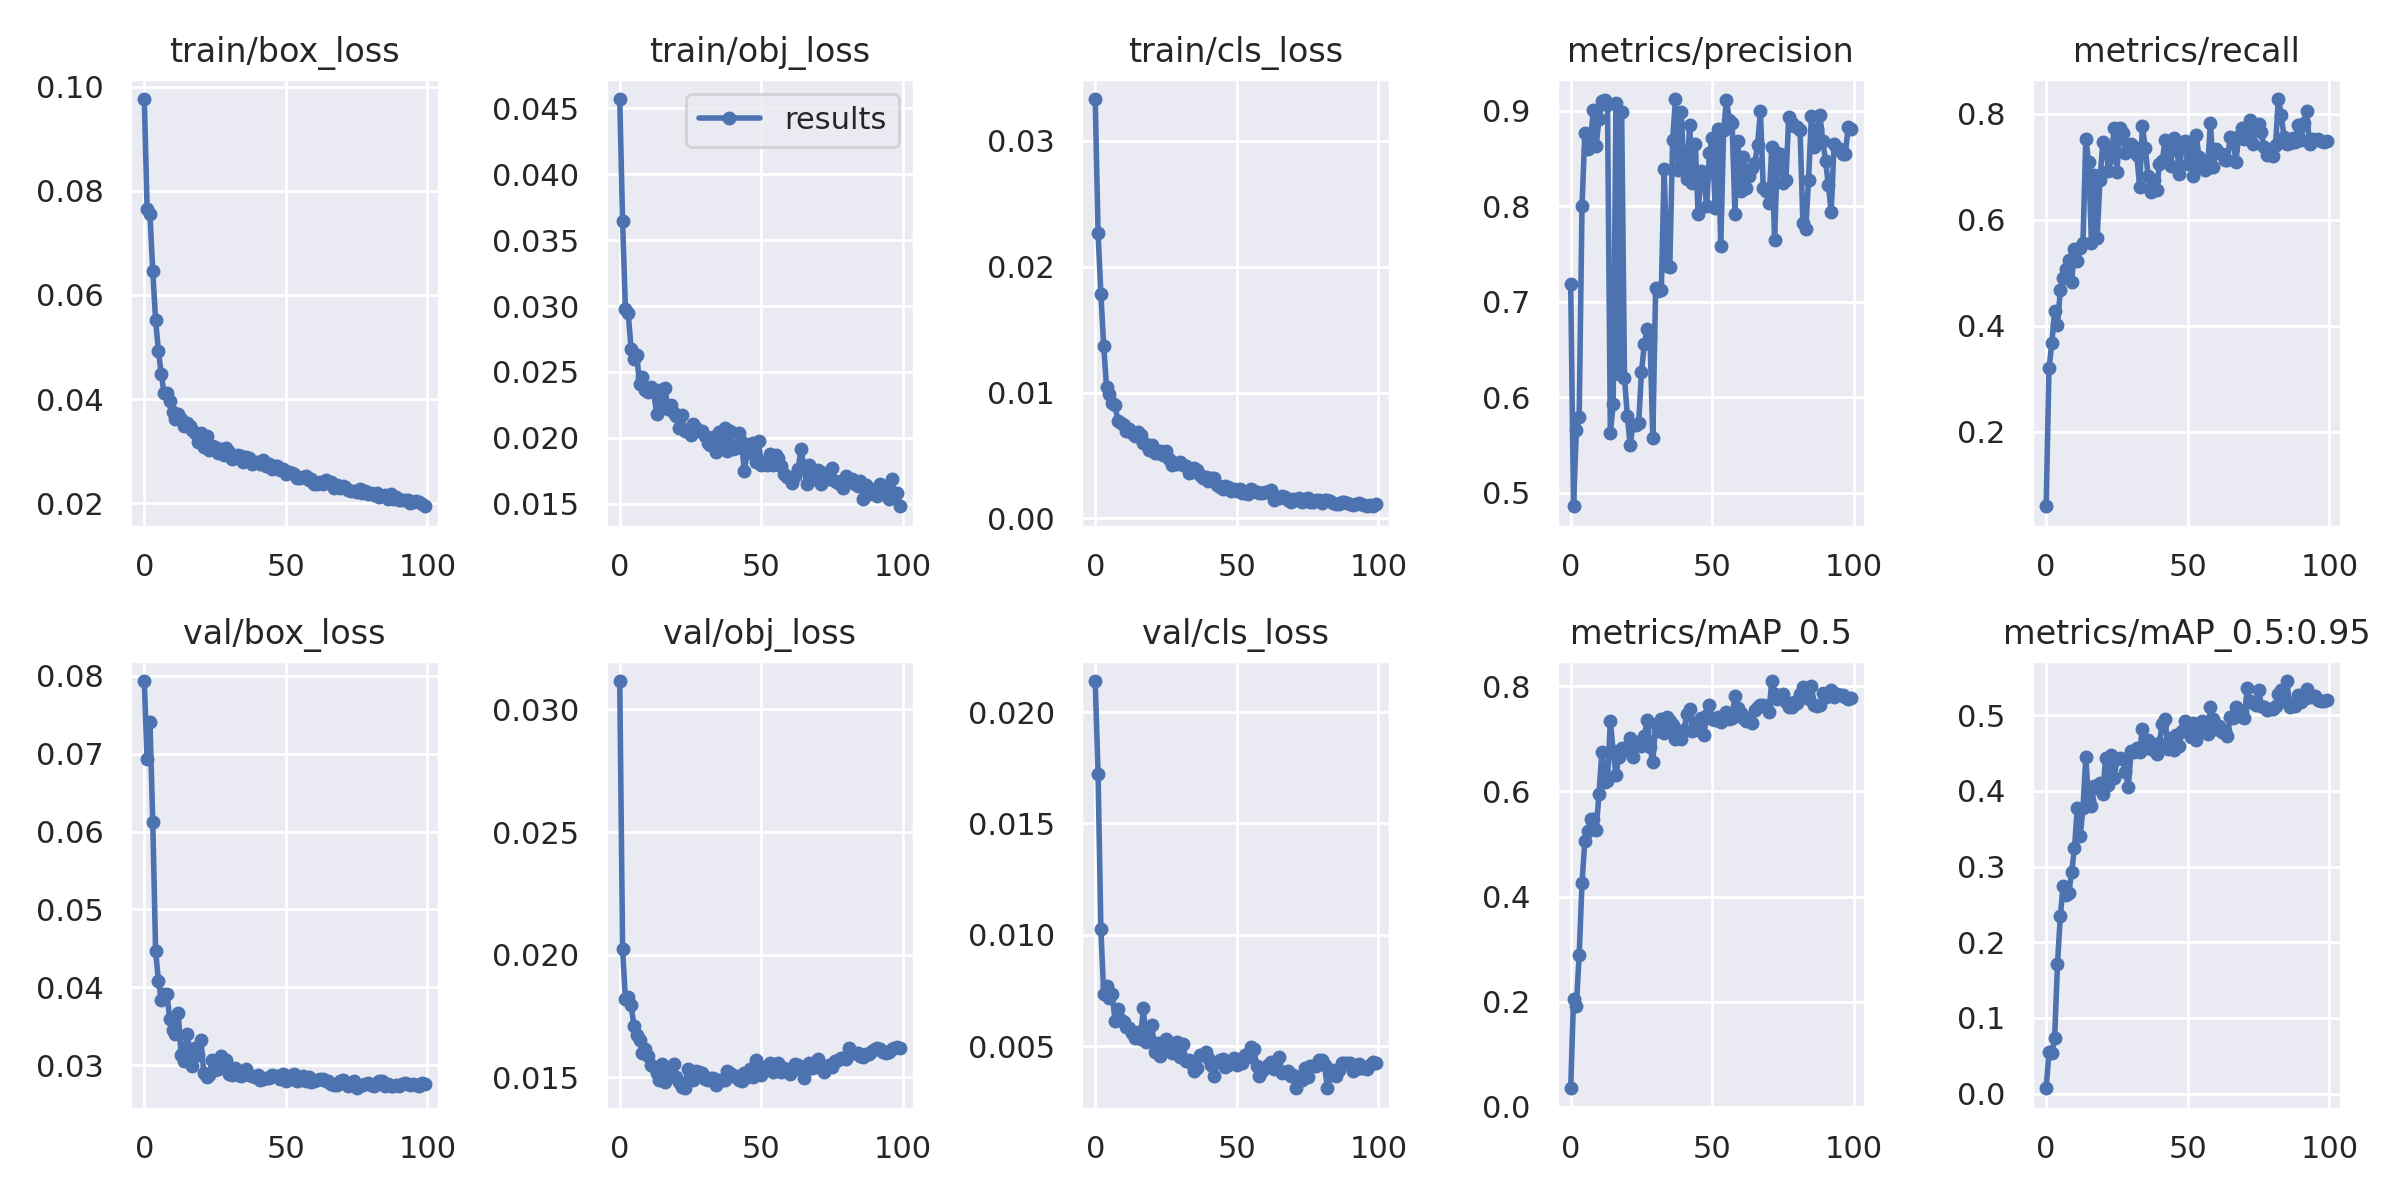 train/box_loss
0.10
0.08
0.06
0.04
0.02
0 50 100
train/obj_loss
results
0.045
0.040
0.035
0.030
0.025
0.020
0.015
0 50 100
train/cls_loss
0.03
0.02
0.01
0.00
0 50 100
metrics/precision
0.9
0.8
0.7
0.6
0.5
0 50 100
metrics/recall
0.8
0.6
0.4
0.2
0 50 100
val/box_loss
0.08
0.07
0.06
0.05
0.04
0.03
0 50 100
val/obj_loss
0.030
0.025
0.020
0.015
0 50 100
val/cls_loss
0.020
0.015
0.010
0.005
0 50 100
metrics/mAP_0.5
0.8
0.6
0.4
0.2
0.0
0 50 100
metrics/mAP_0.5:0.95
0.5
0.4
0.3
0.2
0.1
0.0
0 50 100